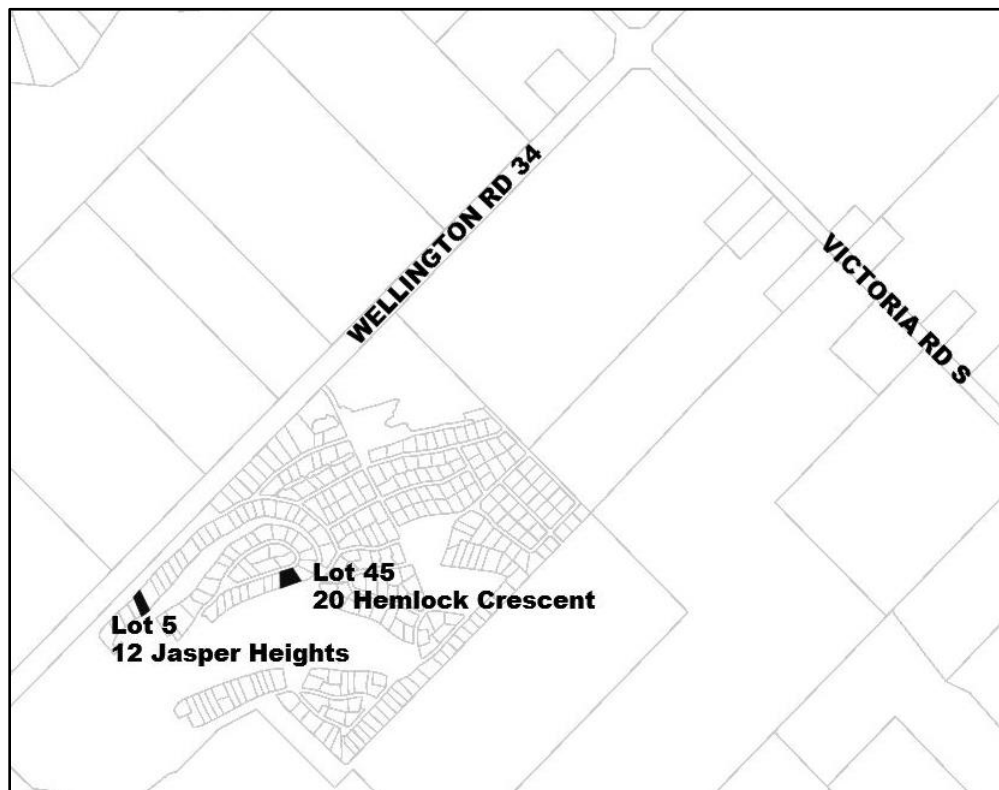 WELLINGTON RD 34
VICTORIA RD S
Lot 45
20 Hemlock Crescent
Lot 5
12 Jasper Heights